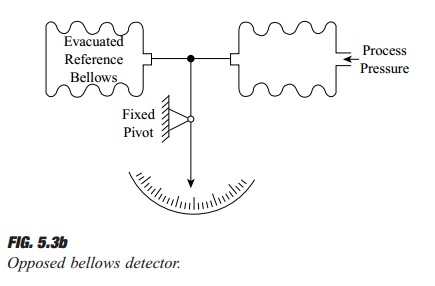 Evacuated
Reference
Bellows
Process
Pressure
Fixed
Pivot
FIG. 5.3b
Opposed bellows detector.